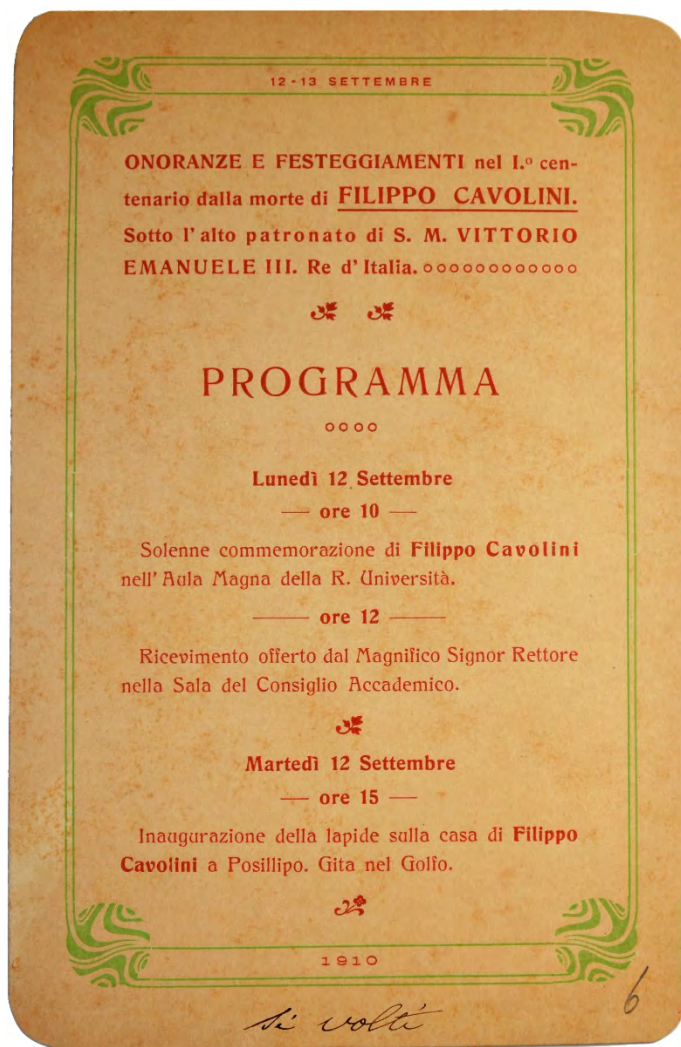 12-13 SETTEMBRE
ONORANZE E FESTEGGIAMENTI nel I.º cen-
tenario dalla morte di FILIPPO CAVOLINI.
Sotto l'alto patronato di S. M. VITTORIO
EMANUELE III. Re d'Italia.
PROGRAMMA
Lunedì 12 Settembre
— ore 10 —
Solenne commemorazione di Filippo Cavolini
nell'Aula Magna della R. Università.
— ore 12 —
Ricevimento offerto dal Magnifico Signor Rettore
nella Sala del Consiglio Accademico.
Martedì 12 Settembre
— ore 15 —
Inaugurazione della lapide sulla casa di Filippo
Cavolini a Posillipo. Gita nel Golfo.
1910
si volti
6